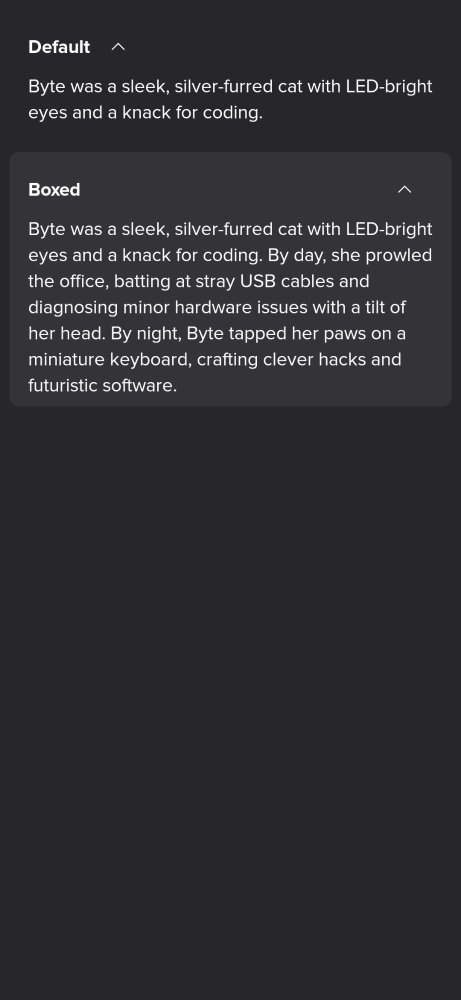 Default
Byte was a sleek, silver-furred cat with LED-bright
eyes and a knack for coding.
Boxed
Byte was a sleek, silver-furred cat with LED-bright
eyes and a knack for coding. By day, she prowled
the office, batting at stray USB cables and
diagnosing minor hardware issues with a tilt of
her head. By night, Byte tapped her paws on a
miniature keyboard, crafting clever hacks and
futuristic software.